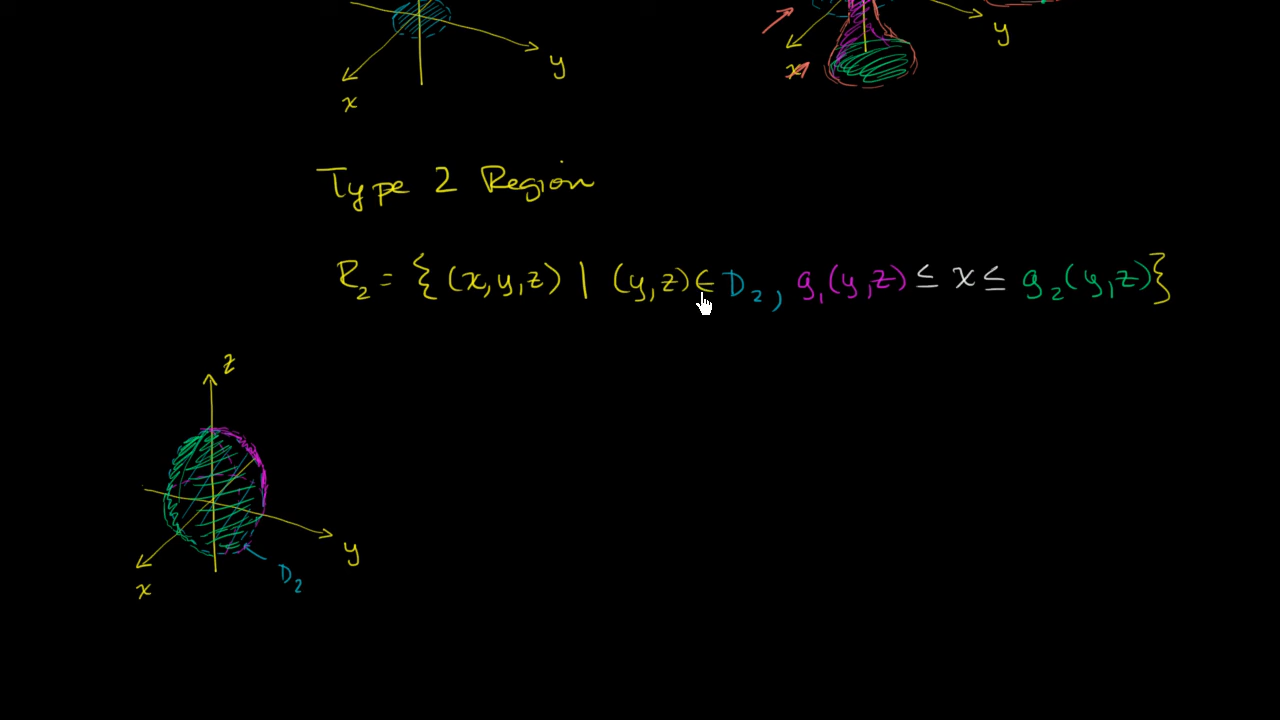 y
y
x
x
Type 2 Region
R₂ = {(x,y,z) | (y,z) ∈ D₂, g₁(y,z) ≤ x ≤ g₂(y,z)}
z
y
D₂
x